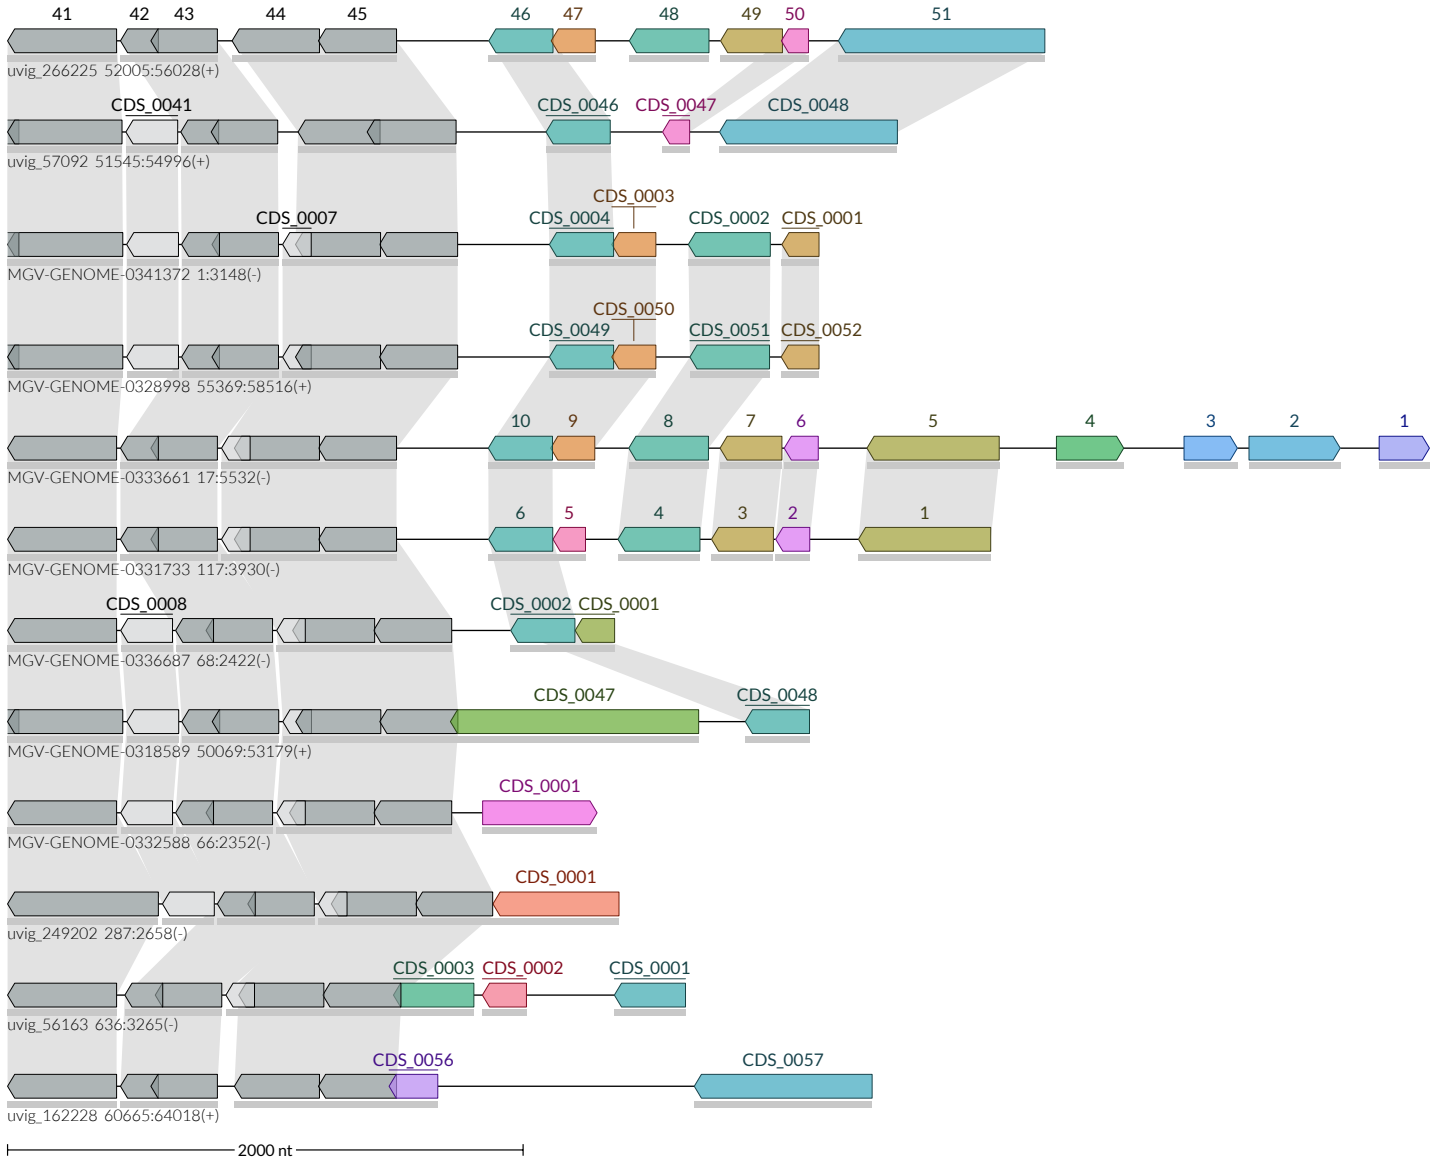 41 42 43 44 45 46 47 48 49 50 51
uvig_266225 52005:56028(+)
CDS_0041 CDS_0046 CDS_0047 CDS_0048
uvig_57092 51545:54996(+)
CDS_0003
CDS_0007 CDS_0004 CDS_0002 CDS_0001
MGV-GENOME-0341372 1:3148(-)
CDS_0050
CDS_0049 CDS_0051 CDS_0052
MGV-GENOME-0328998 55369:58516(+)
10 9 8 7 6 5 4 3 2 1
MGV-GENOME-0333661 17:5532(-)
6 5 4 3 2 1
MGV-GENOME-0331733 117:3930(-)
CDS_0008 CDS_0002 CDS_0001
MGV-GENOME-0336687 68:2422(-)
CDS_0047 CDS_0048
MGV-GENOME-0318589 50069:53179(+)
CDS_0001
MGV-GENOME-0332588 66:2352(-)
CDS_0001
uvig_249202 287:2658(-)
CDS_0003 CDS_0002 CDS_0001
uvig_56163 636:3265(-)
CDS_0056 CDS_0057
uvig_162228 60665:64018(+)
2000 nt